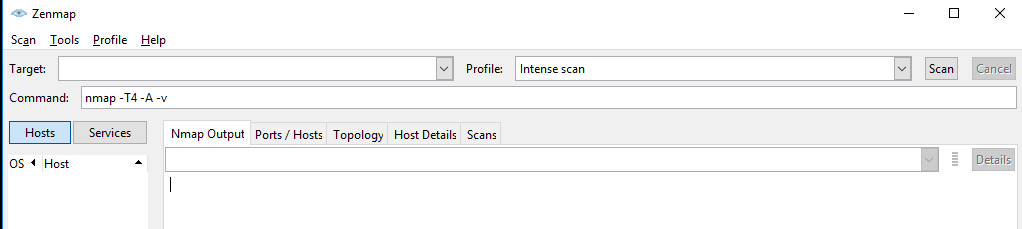 Zenmap
Scan Tools Profile Help
Target: Profile: Intense scan Scan Cancel
Command: nmap -T4 -A -v
Hosts Services Nmap Output Ports / Hosts Topology Host Details Scans
OS Host Details